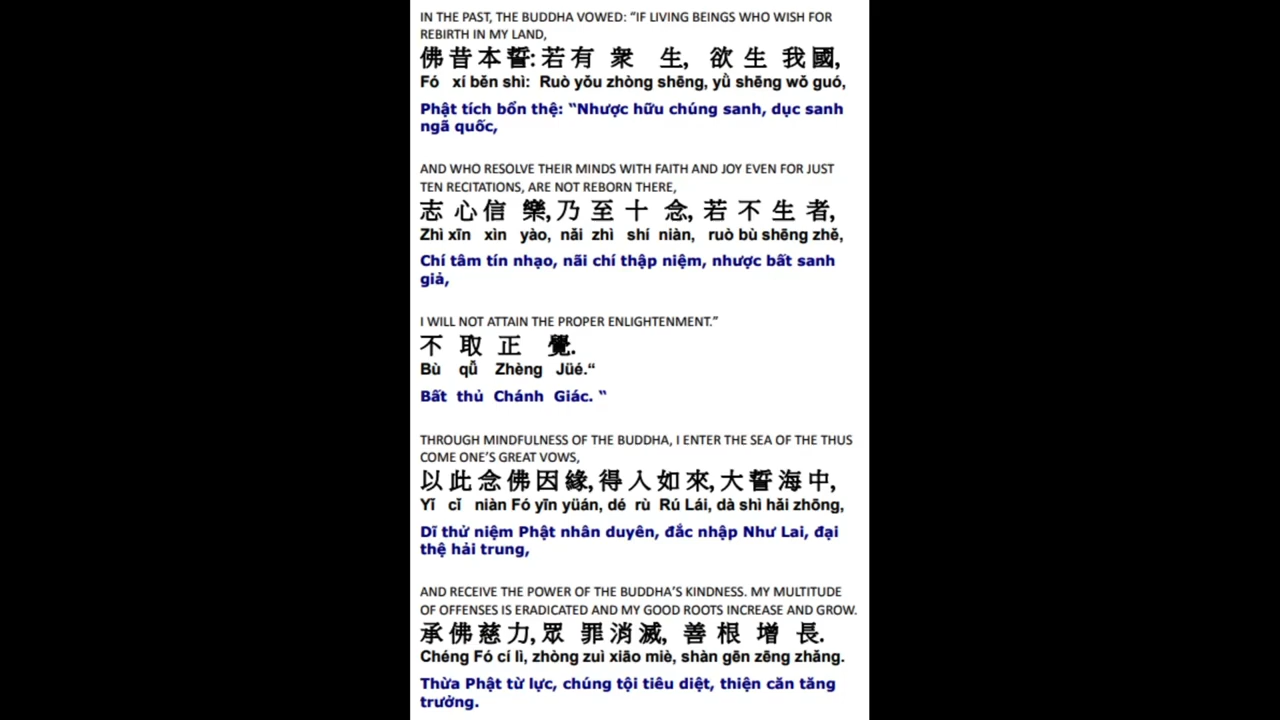 IN THE PAST, THE BUDDHA VOWED: “IF LIVING BEINGS WHO WISH FOR
REBIRTH IN MY LAND,
佛昔本誓: 若有衆生, 欲生我國,
Fó xí běn shì: Ruò yǒu zhòng shēng, yǜ shēng wǒ guó,
Phật tích bổn thệ: “Nhược hữu chúng sanh, dục sanh
ngã quốc,
AND WHO RESOLVE THEIR MINDS WITH FAITH AND JOY EVEN FOR JUST
TEN RECITATIONS, ARE NOT REBORN THERE,
志心信樂, 乃至十念, 若不生者,
Zhì xīn xìn yào, nǎi zhì shí niàn, ruò bù shēng zhě,
Chí tâm tín nhạo, nãi chí thập niệm, nhược bất sanh
giả,
I WILL NOT ATTAIN THE PROPER ENLIGHTENMENT.”
不取正覺.
Bù qǚ Zhèng Jüé.“
Bất thủ Chánh Giác. “
THROUGH MINDFULNESS OF THE BUDDHA, I ENTER THE SEA OF THE THUS
COME ONE’S GREAT VOWS,
以此念佛因緣, 得入如來, 大誓海中,
Yǐ cǐ niàn Fó yīn yüán, dé rù Rú Lái, dà shì hǎi zhōng,
Dĩ thử niệm Phật nhân duyên, đắc nhập Như Lai, đại
thệ hải trung,
AND RECEIVE THE POWER OF THE BUDDHA’S KINDNESS. MY MULTITUDE
OF OFFENSES IS ERADICATED AND MY GOOD ROOTS INCREASE AND GROW.
承佛慈力, 眾罪消滅, 善根增長.
Chéng Fó cí lì, zhòng zuì xiāo miè, shàn gēn zēng zhǎng.
Thừa Phật từ lực, chúng tội tiêu diệt, thiện căn tăng
trưởng.